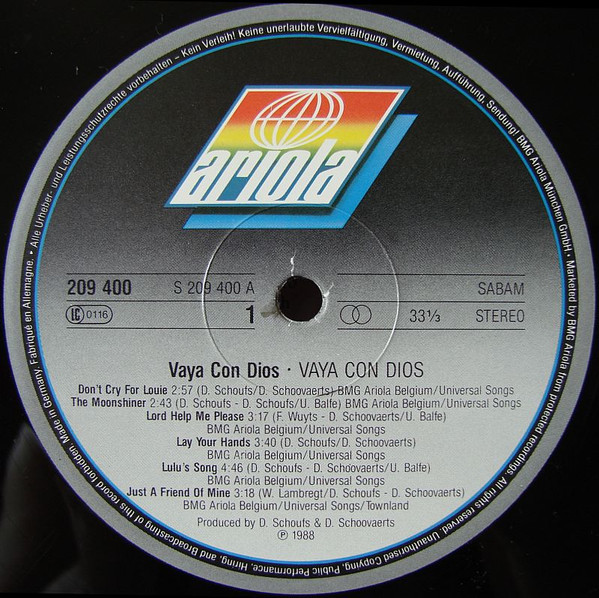 • Alle Urheber- und Leistungsschutzrechte vorbehalten – Kein Verleih! Keine unerlaubte Vervielfältigung, Vermietung, Aufführung, Sendung! BMG Ariola München GmbH • Marketed by BMG Ariola from protected recordings. All rights reserved. Unauthorised Copying, Public Performance, Hiring, and Broadcasting of this record forbidden. Made in Germany. Fabriqué en Allemagne.
ariola
209 400 S 209 400 A SABAM
LC 0116 1 33⅓ STEREO
Vaya Con Dios · VAYA CON DIOS
Don't Cry For Louie 2:57 (D. Schoufs/D. Schoovaerts) BMG Ariola Belgium/Universal Songs
The Moonshiner 2:43 (D. Schoufs - D. Schoufs/U. Balfe) BMG Ariola Belgium/Universal Songs
Lord Help Me Please 3:17 (F. Wuyts - D. Schoovaerts/U. Balfe)
BMG Ariola Belgium/Universal Songs
Lay Your Hands 3:40 (D. Schoufs/D. Schoovaerts)
BMG Ariola Belgium/Universal Songs
Lulu's Song 4:46 (D. Schoufs - D. Schoovaerts/U. Balfe)
BMG Ariola Belgium/Universal Songs
Just A Friend Of Mine 3:18 (W. Lambregt/D. Schoufs - D. Schoovaerts)
BMG Ariola Belgium/Universal Songs/Townland
Produced by D. Schoufs & D. Schoovaerts
℗ 1988